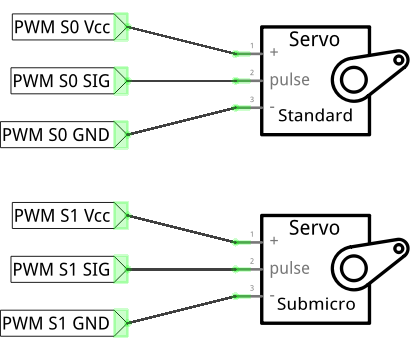 PWM S0 Vcc
PWM S0 SIG
PWM S0 GND
Servo
1
+
2
pulse
3
-
Standard
PWM S1 Vcc
PWM S1 SIG
PWM S1 GND
Servo
1
+
2
pulse
3
-
Submicro